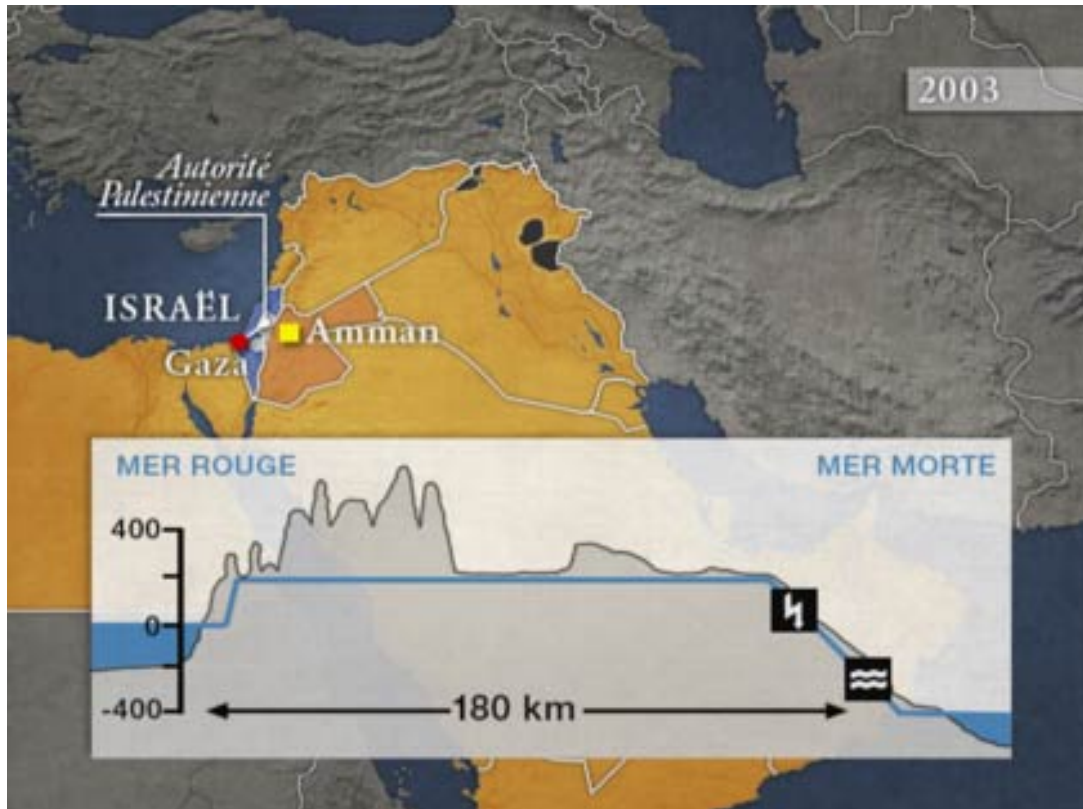 2003
Autorité
Palestinienne
ISRAËL
Amman
Gaza
MER ROUGE
MER MORTE
400
0
-400
180 km